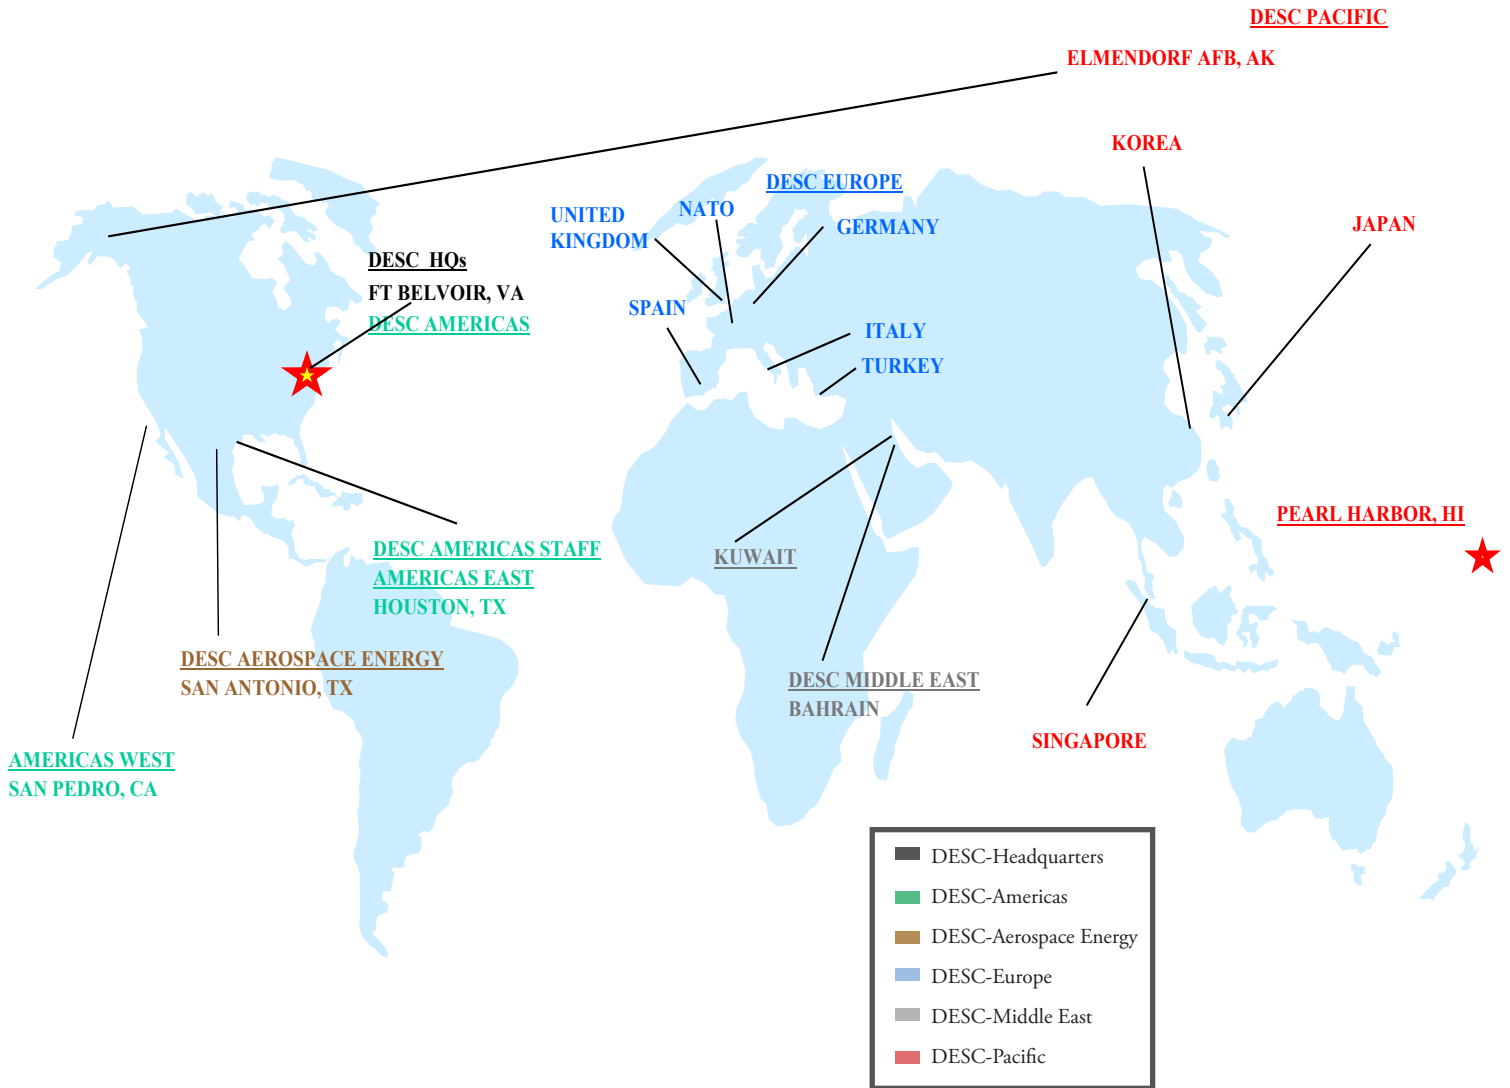 DESC PACIFIC
ELMENDORF AFB, AK
KOREA
JAPAN
DESC EUROPE
UNITED
KINGDOM
NATO
GERMANY
SPAIN
ITALY
TURKEY
DESC HQs
FT BELVOIR, VA
DESC AMERICAS
PEARL HARBOR, HI
KUWAIT
DESC AMERICAS STAFF
AMERICAS EAST
HOUSTON, TX
DESC AEROSPACE ENERGY
SAN ANTONIO, TX
DESC MIDDLE EAST
BAHRAIN
SINGAPORE
AMERICAS WEST
SAN PEDRO, CA
DESC-Headquarters
DESC-Americas
DESC-Aerospace Energy
DESC-Europe
DESC-Middle East
DESC-Pacific